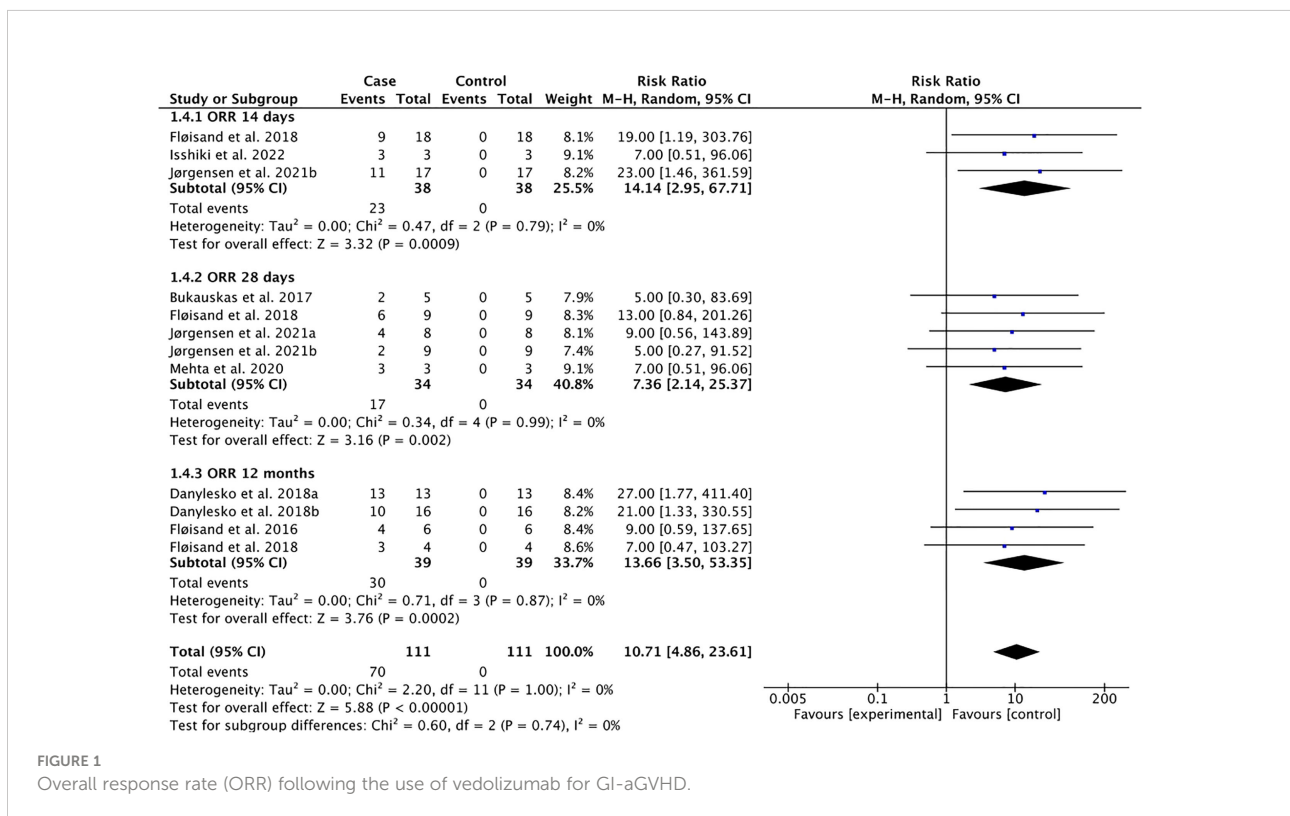 Case Control Risk Ratio Risk Ratio
Study or Subgroup Events Total Events Total Weight M-H, Random, 95% CI M-H, Random, 95% CI
1.4.1 ORR 14 days
Fløisand et al. 2018 9 18 0 18 8.1% 19.00 [1.19, 303.76]
Isshiki et al. 2022 3 3 0 3 9.1% 7.00 [0.51, 96.06]
Jørgensen et al. 2021b 11 17 0 17 8.2% 23.00 [1.46, 361.59]
Subtotal (95% CI) 38 38 25.5% 14.14 [2.95, 67.71]
Total events 23 0
Heterogeneity: Tau² = 0.00; Chi² = 0.47, df = 2 (P = 0.79); I² = 0%
Test for overall effect: Z = 3.32 (P = 0.0009)
1.4.2 ORR 28 days
Bukauskas et al. 2017 2 5 0 5 7.9% 5.00 [0.30, 83.69]
Fløisand et al. 2018 6 9 0 9 8.3% 13.00 [0.84, 201.26]
Jørgensen et al. 2021a 4 8 0 8 8.1% 9.00 [0.56, 143.89]
Jørgensen et al. 2021b 2 9 0 9 7.4% 5.00 [0.27, 91.52]
Mehta et al. 2020 3 3 0 3 9.1% 7.00 [0.51, 96.06]
Subtotal (95% CI) 34 34 40.8% 7.36 [2.14, 25.37]
Total events 17 0
Heterogeneity: Tau² = 0.00; Chi² = 0.34, df = 4 (P = 0.99); I² = 0%
Test for overall effect: Z = 3.16 (P = 0.002)
1.4.3 ORR 12 months
Danylesko et al. 2018a 13 13 0 13 8.4% 27.00 [1.77, 411.40]
Danylesko et al. 2018b 10 16 0 16 8.2% 21.00 [1.33, 330.55]
Fløisand et al. 2016 4 6 0 6 8.4% 9.00 [0.59, 137.65]
Fløisand et al. 2018 3 4 0 4 8.6% 7.00 [0.47, 103.27]
Subtotal (95% CI) 39 39 33.7% 13.66 [3.50, 53.35]
Total events 30 0
Heterogeneity: Tau² = 0.00; Chi² = 0.71, df = 3 (P = 0.87); I² = 0%
Test for overall effect: Z = 3.76 (P = 0.0002)
Total (95% CI) 111 111 100.0% 10.71 [4.86, 23.61]
Total events 70 0
Heterogeneity: Tau² = 0.00; Chi² = 2.20, df = 11 (P = 1.00); I² = 0%
Test for overall effect: Z = 5.88 (P < 0.00001)
Test for subgroup differences: Chi² = 0.60, df = 2 (P = 0.74), I² = 0%
0.005 0.1 1 10 200
Favours [experimental] Favours [control]
FIGURE 1
Overall response rate (ORR) following the use of vedolizumab for GI-aGVHD.